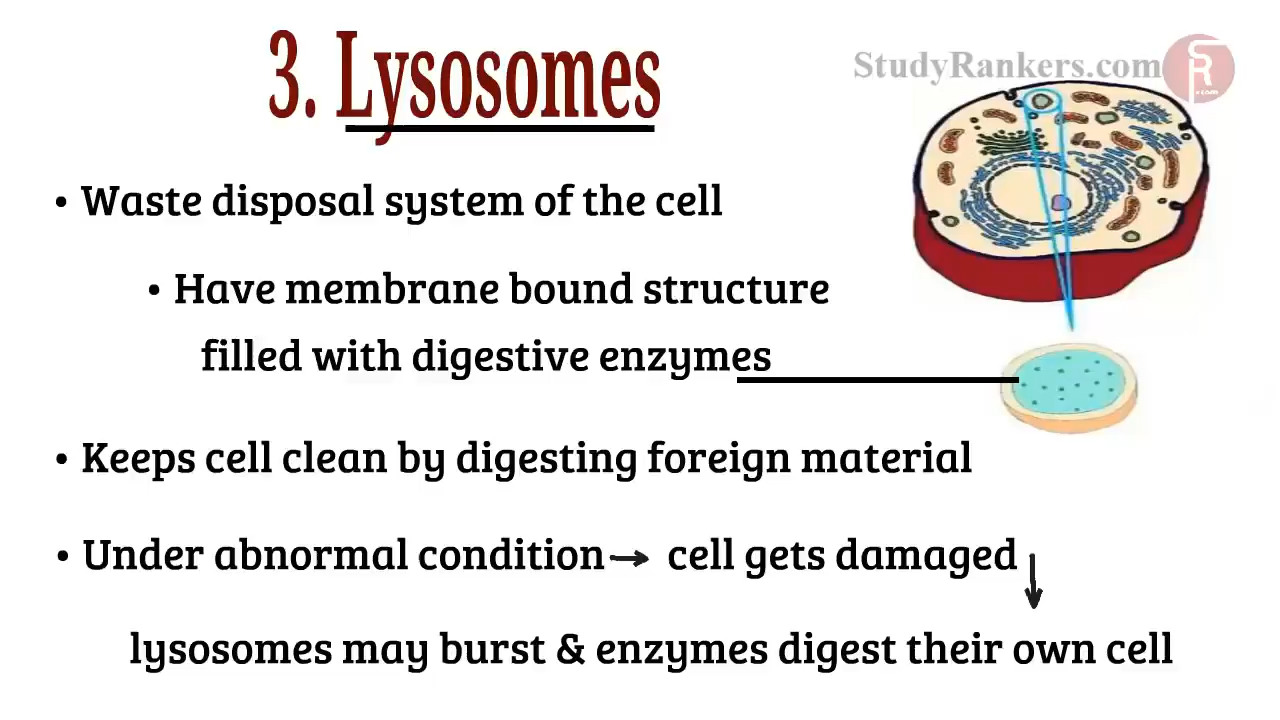 3. Lysosomes
StudyRankers.com
SR
.com
• Waste disposal system of the cell
• Have membrane bound structure
filled with digestive enzymes
• Keeps cell clean by digesting foreign material
• Under abnormal condition → cell gets damaged ↓
lysosomes may burst & enzymes digest their own cell